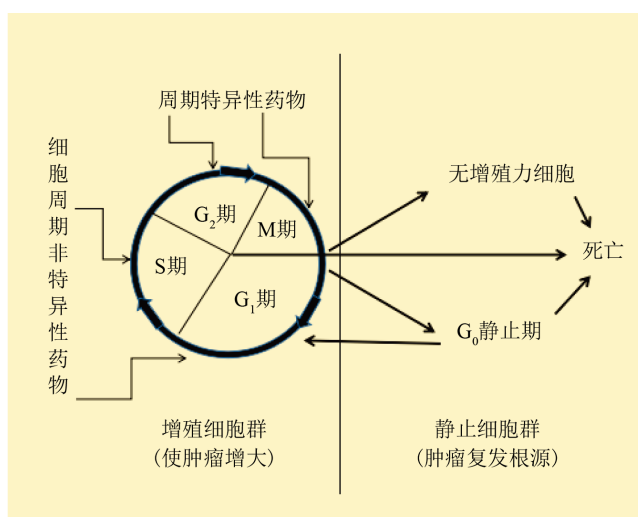 周期特异性药物
细胞周期非特异性药物
G₂期
M期
S期
G₁期
无增殖力细胞
死亡
G₀静止期
增殖细胞群
(使肿瘤增大)
静止细胞群
(肿瘤复发根源)